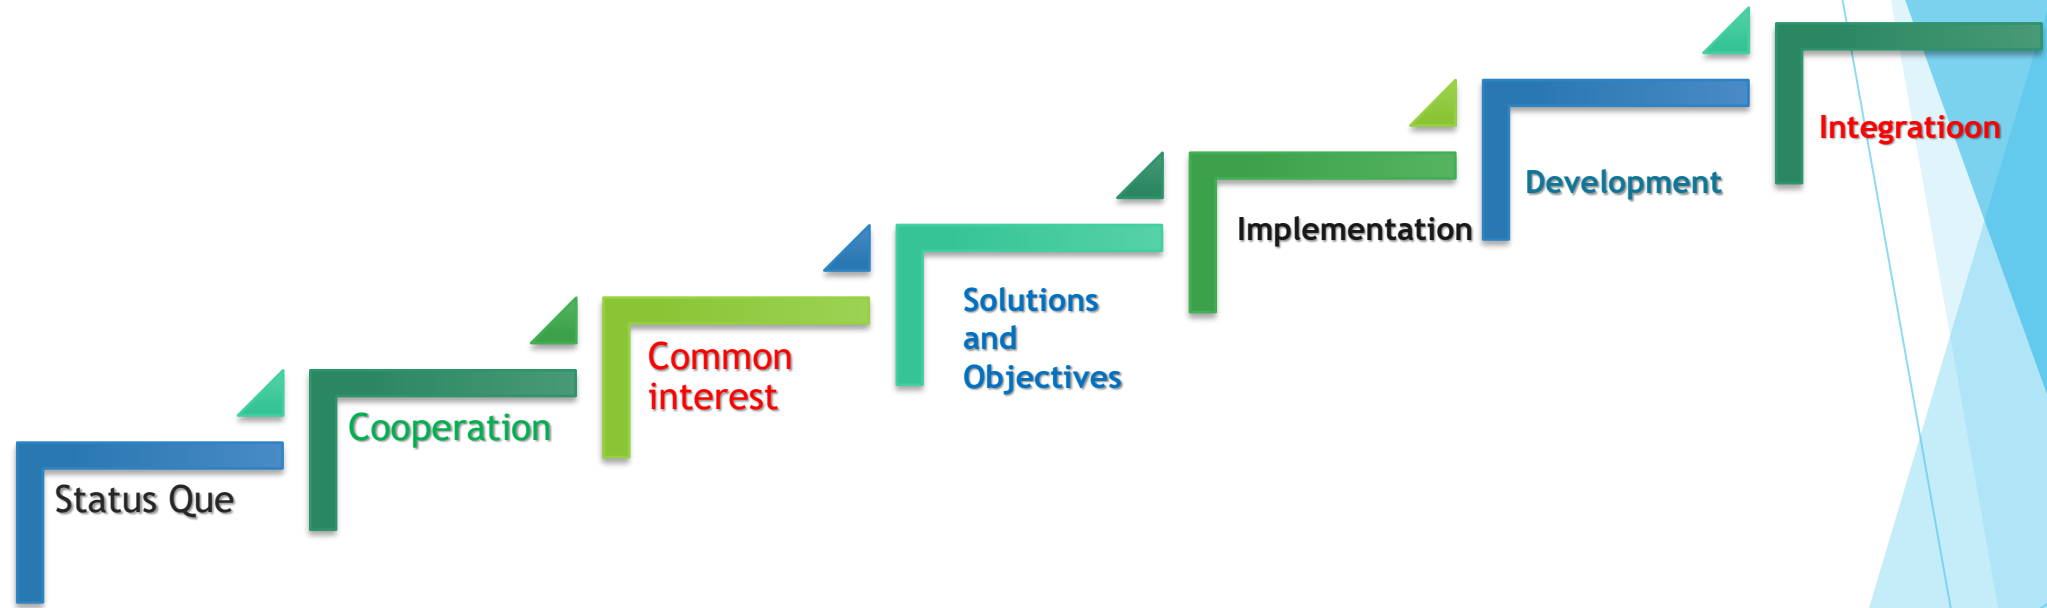 Status Que
Cooperation
Common
interest
Solutions
and
Objectives
Implementation
Development
Integratioon